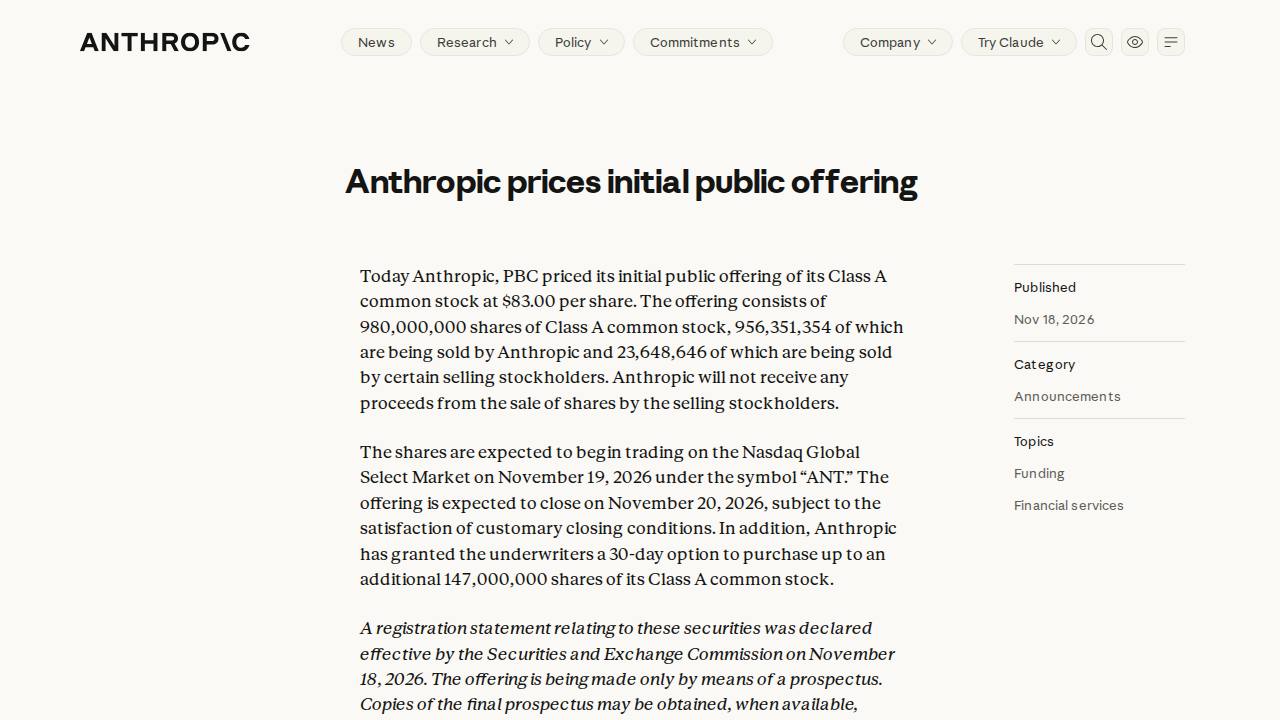 ANTHROP\C
News
Research
Policy
Commitments
Company
Try Claude
Anthropic prices initial public offering
Today Anthropic, PBC priced its initial public offering of its Class A
common stock at $83.00 per share. The offering consists of
980,000,000 shares of Class A common stock, 956,351,354 of which
are being sold by Anthropic and 23,648,646 of which are being sold
by certain selling stockholders. Anthropic will not receive any
proceeds from the sale of shares by the selling stockholders.
The shares are expected to begin trading on the Nasdaq Global
Select Market on November 19, 2026 under the symbol “ANT.” The
offering is expected to close on November 20, 2026, subject to the
satisfaction of customary closing conditions. In addition, Anthropic
has granted the underwriters a 30-day option to purchase up to an
additional 147,000,000 shares of its Class A common stock.
A registration statement relating to these securities was declared
effective by the Securities and Exchange Commission on November
18, 2026. The offering is being made only by means of a prospectus.
Copies of the final prospectus may be obtained, when available,
Published
Nov 18, 2026
Category
Announcements
Topics
Funding
Financial services